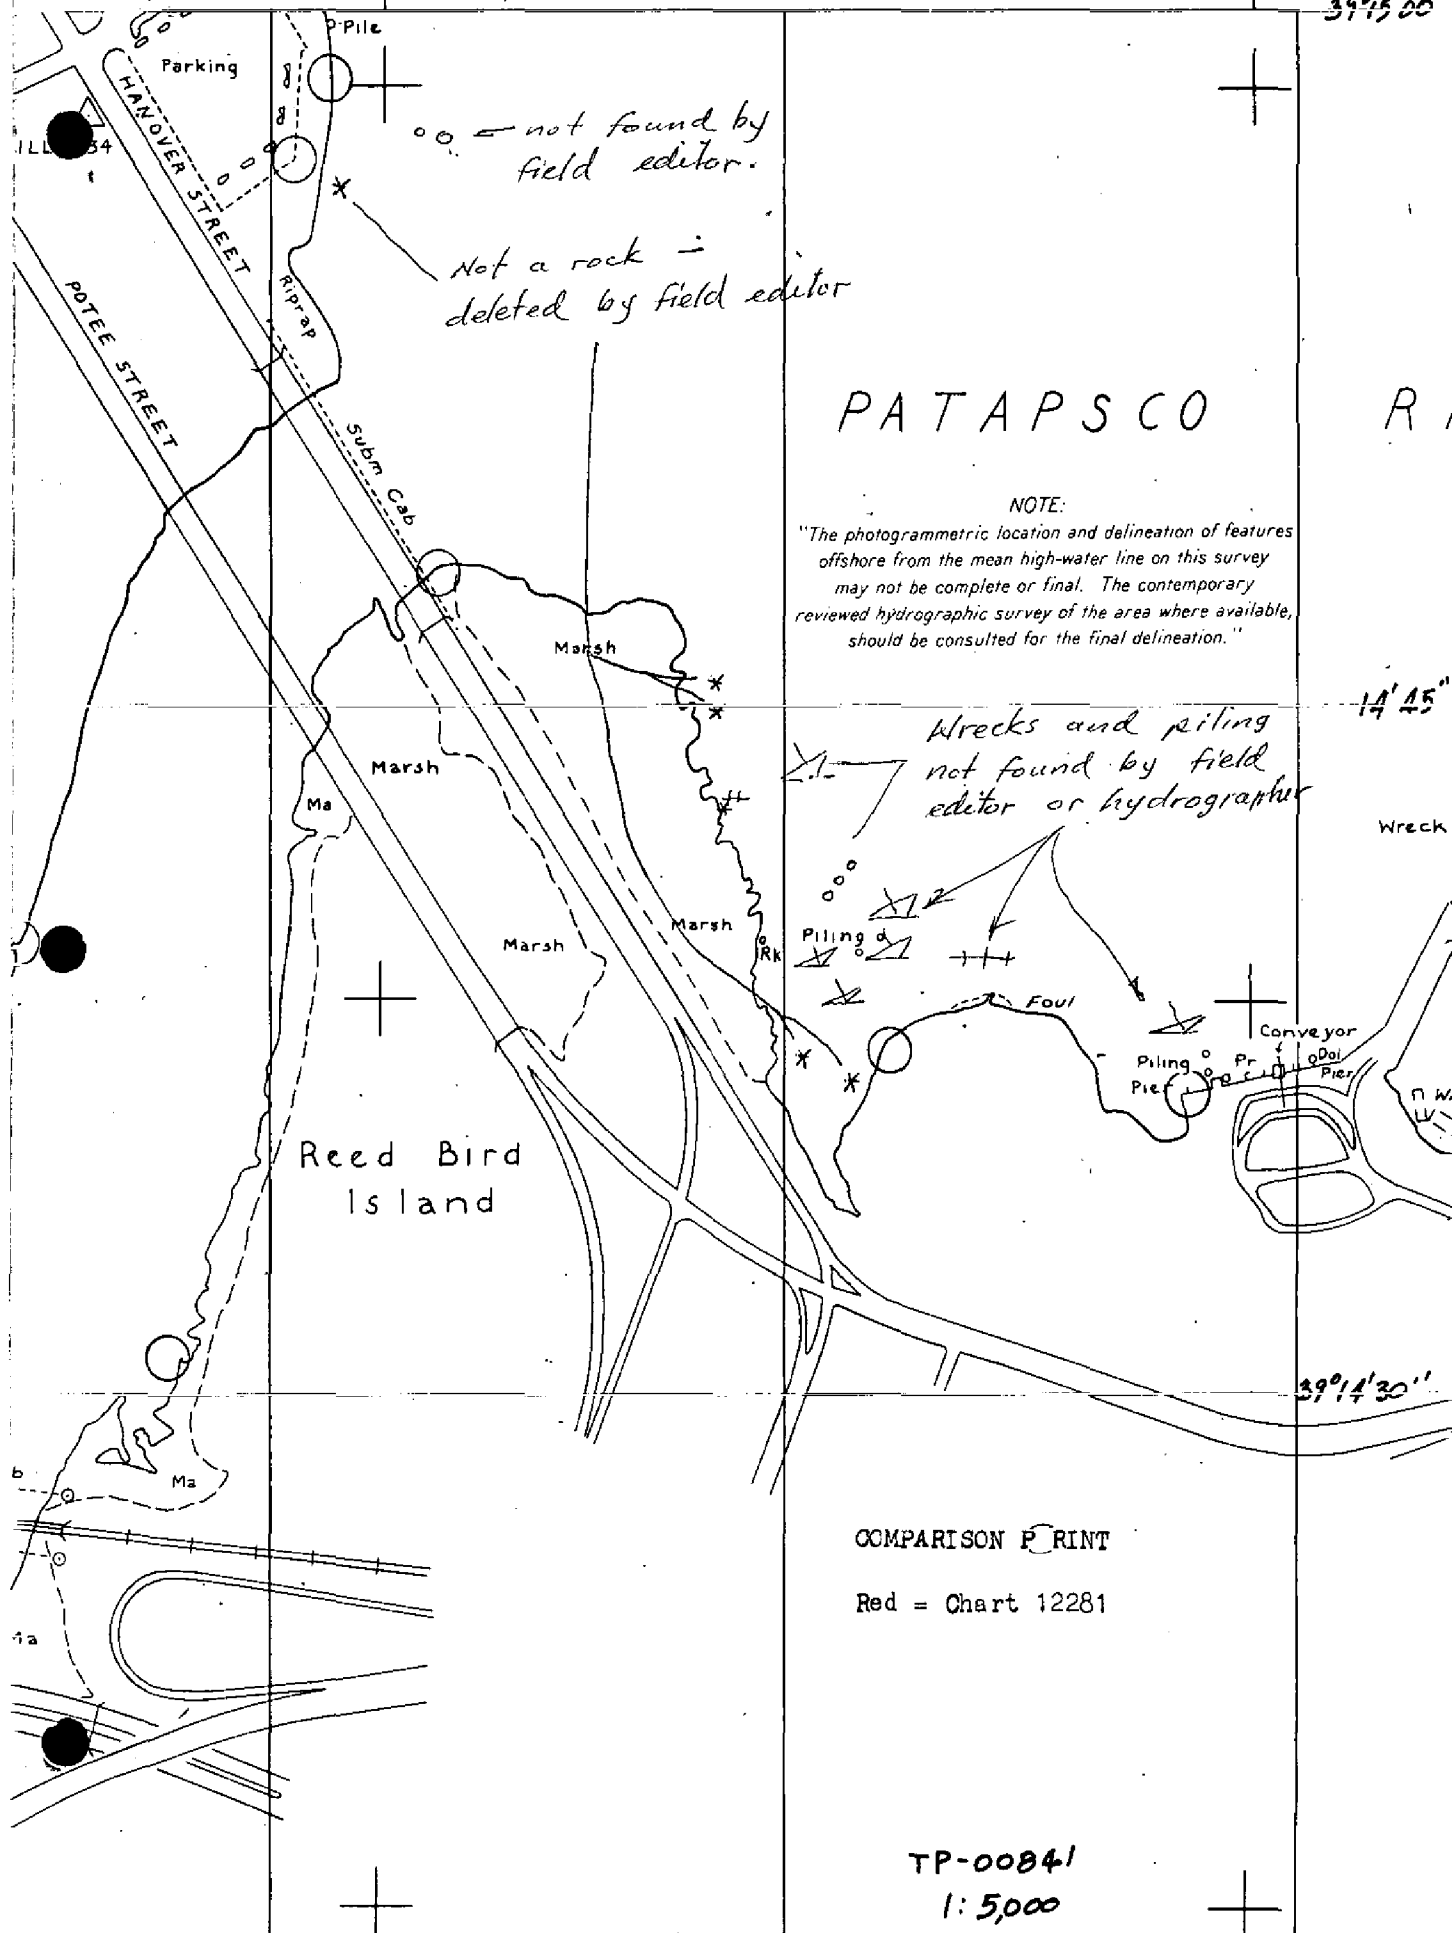 39°15'00
Pile
Parking
HANOVER STREET
ILL 34
not found by
field editor.
Not a rock -
deleted by field editor
POTEE STREET
Riprap
Subm Cab
PATAPSCO R
NOTE:
"The photogrammetric location and delineation of features
offshore from the mean high-water line on this survey
may not be complete or final. The contemporary
reviewed hydrographic survey of the area where available,
should be consulted for the final delineation."
Marsh
14' 45"
Wrecks and piling
not found by field
editor or hydrographer
Marsh
Ma
Wreck
Marsh
Marsh
Rk
Piling
Foul
Conveyor
Piling
Pr
Dol
Pier
Pier
Reed Bird
Island
39°14'30"
Ma
COMPARISON PRINT
Red = Chart 12281
TP-00841
1:5,000